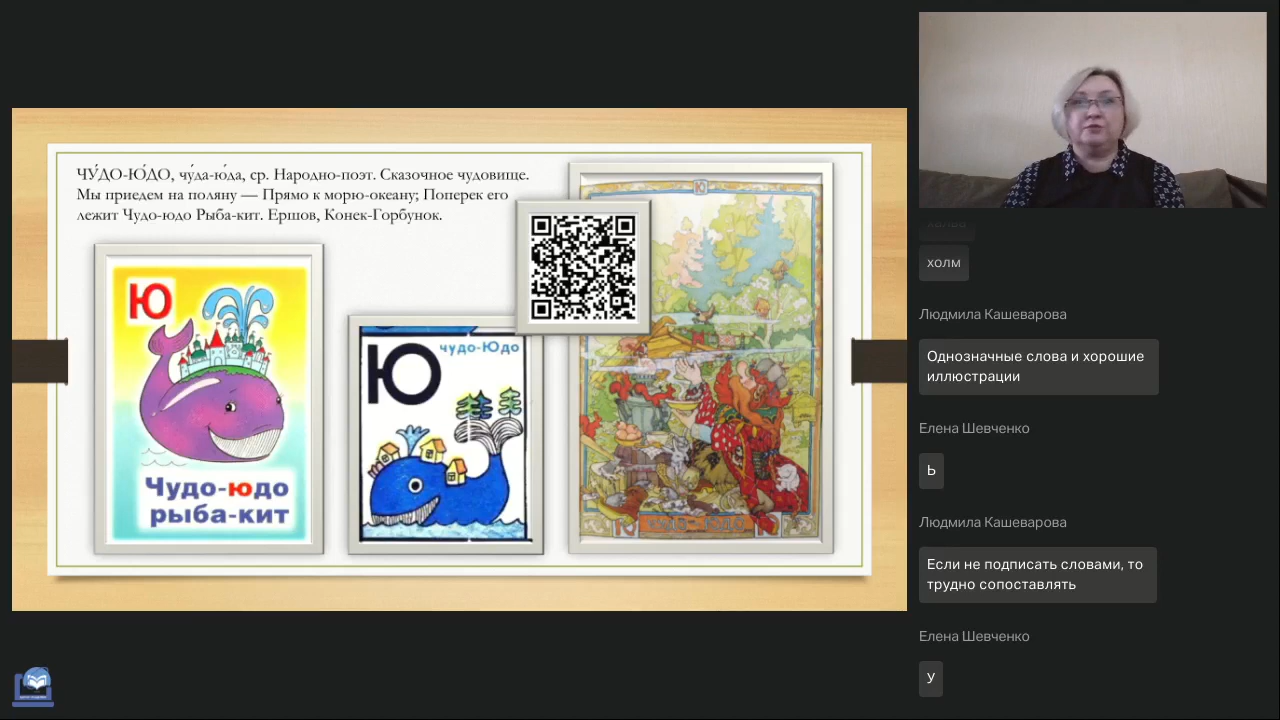 ЧУ́ДО-Ю́ДО, чу́да-ю́да, ср. Народно-поэт. Сказочное чудовище.
Мы приедем на поляну — Прямо к морю-океану; Поперек его
лежит Чудо-юдо Рыба-кит. Ершов, Конек-Горбунок.
Ю
Чудо-юдо
рыба-кит
Ю
чудо-Юдо
Ю
холм
Людмила Кашеварова
Однозначные слова и хорошие
иллюстрации
Елена Шевченко
Ь
Людмила Кашеварова
Если не подписать словами, то
трудно сопоставлять
Елена Шевченко
У